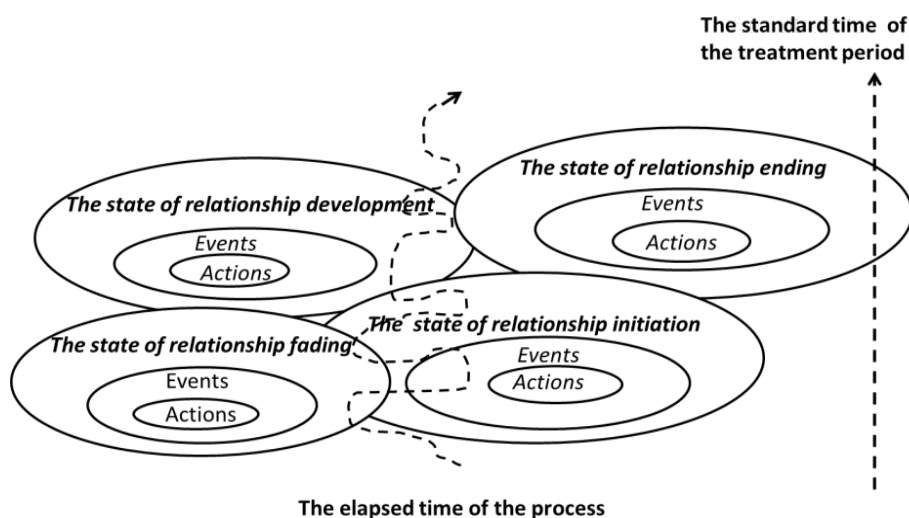 The standard time of
the treatment period
The state of relationship ending
Events
Actions
The state of relationship development
Events
Actions
The state of relationship initiation
Events
Actions
The state of relationship fading
Events
Actions
The elapsed time of the process